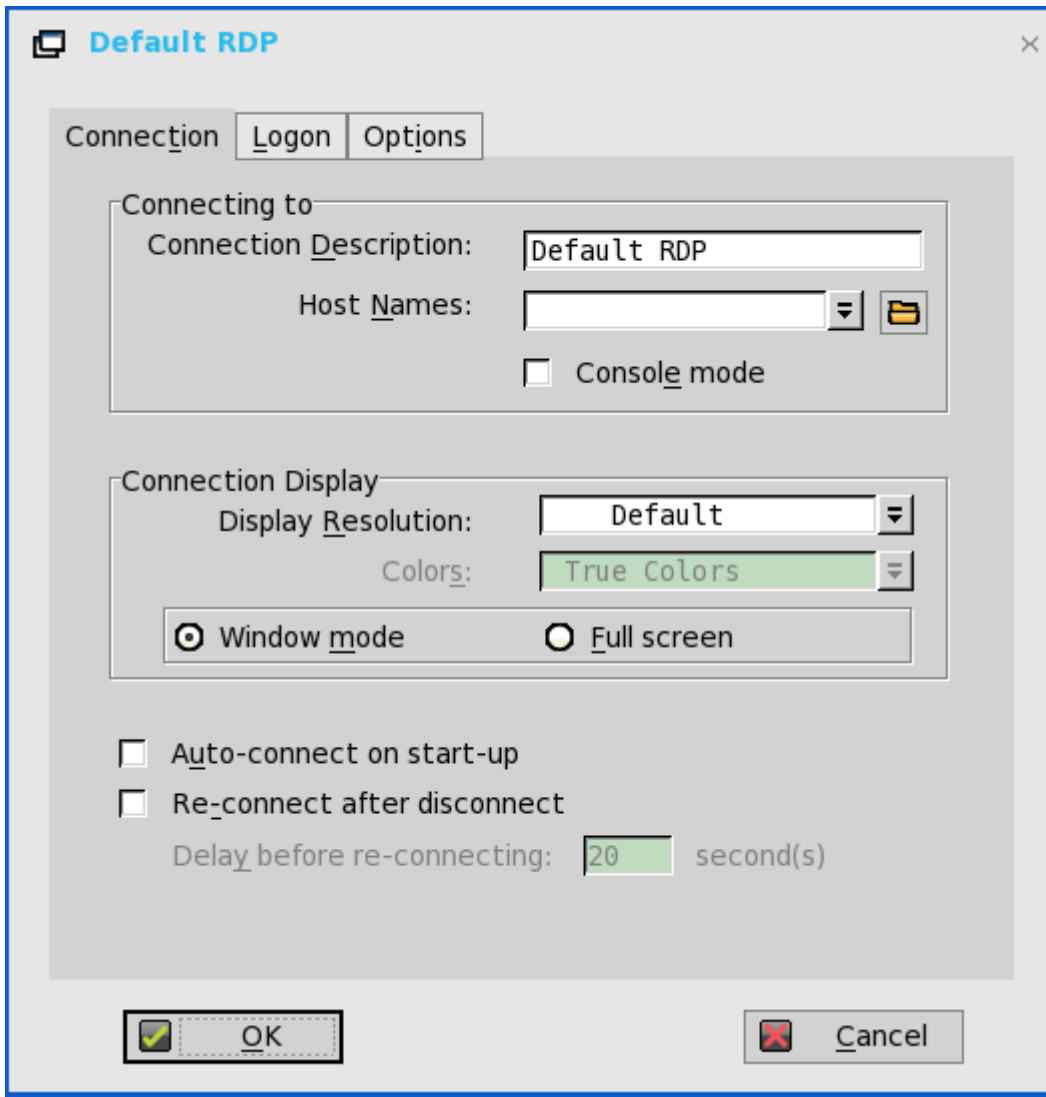 Default RDP
Connection Logon Options
Connecting to
Connection Description: Default RDP
Host Names:
Console mode
Connection Display
Display Resolution: Default
Colors: True Colors
Window mode Full screen
Auto-connect on start-up
Re-connect after disconnect
Delay before re-connecting: 20 second(s)
OK Cancel